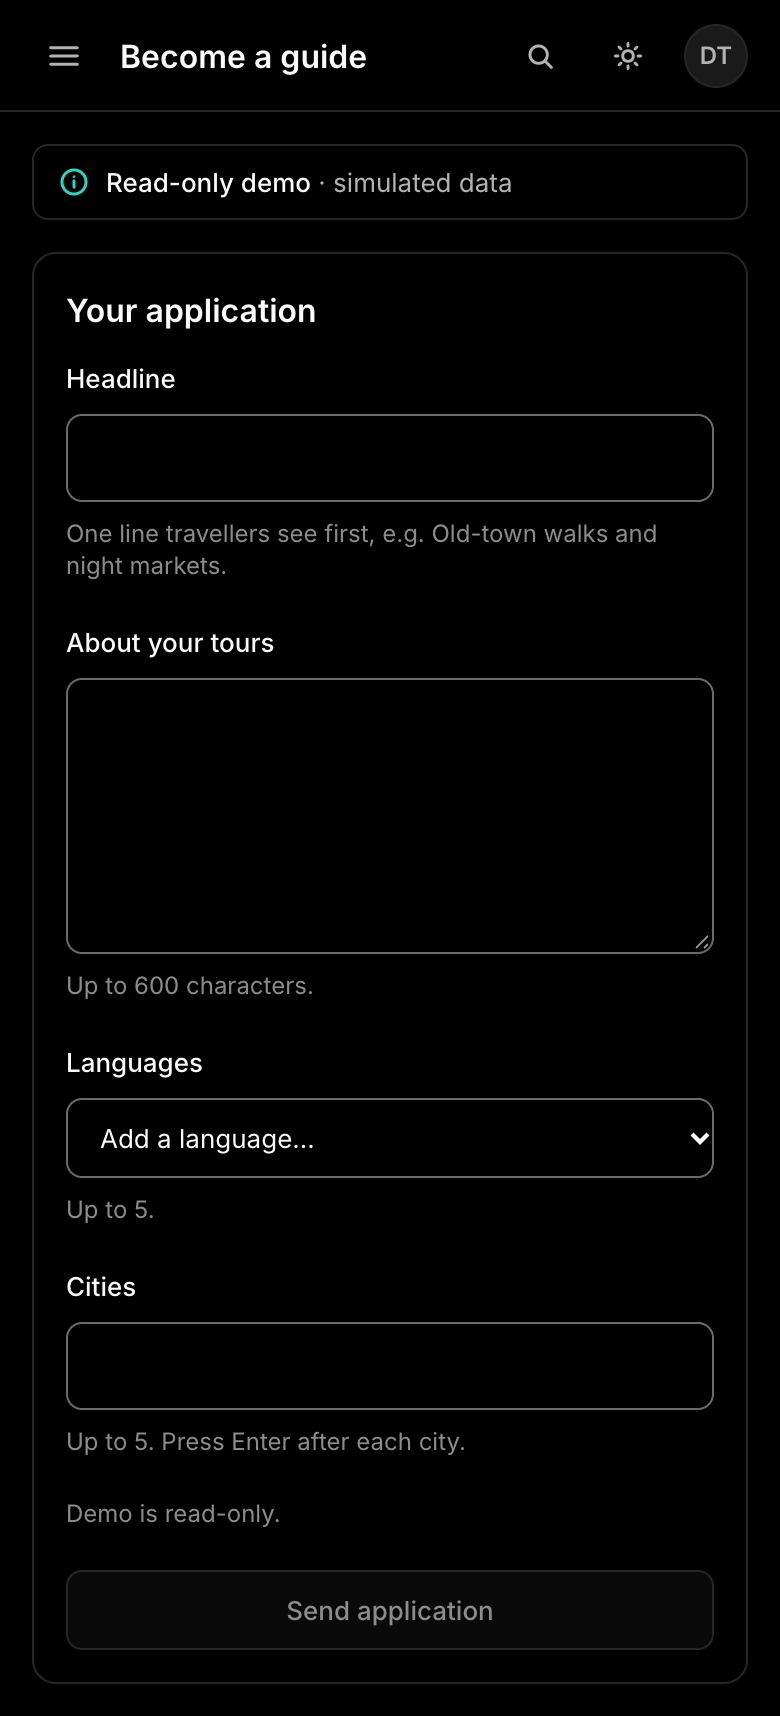 Become a guide
DT
Read-only demo · simulated data
Your application
Headline
One line travellers see first, e.g. Old-town walks and
night markets.
About your tours
Up to 600 characters.
Languages
Add a language...
Up to 5.
Cities
Up to 5. Press Enter after each city.
Demo is read-only.
Send application